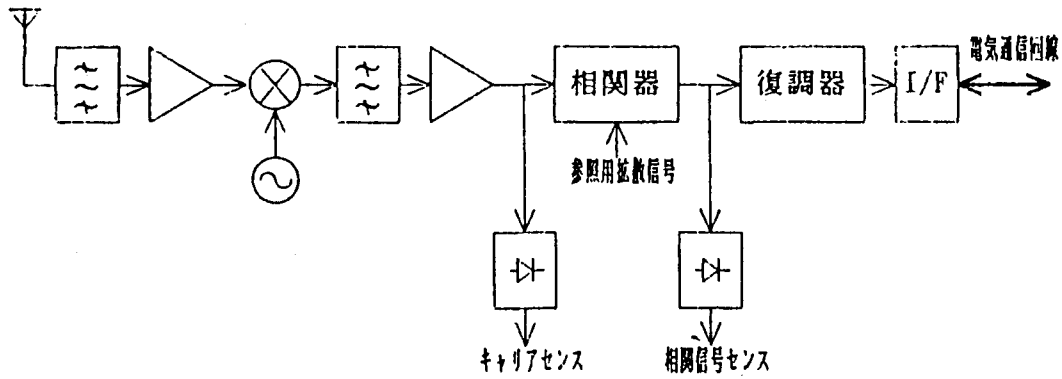 電気通信回線
相関器
復調器
I/F
参照用拡散信号
キャリアセンス
相関信号センス